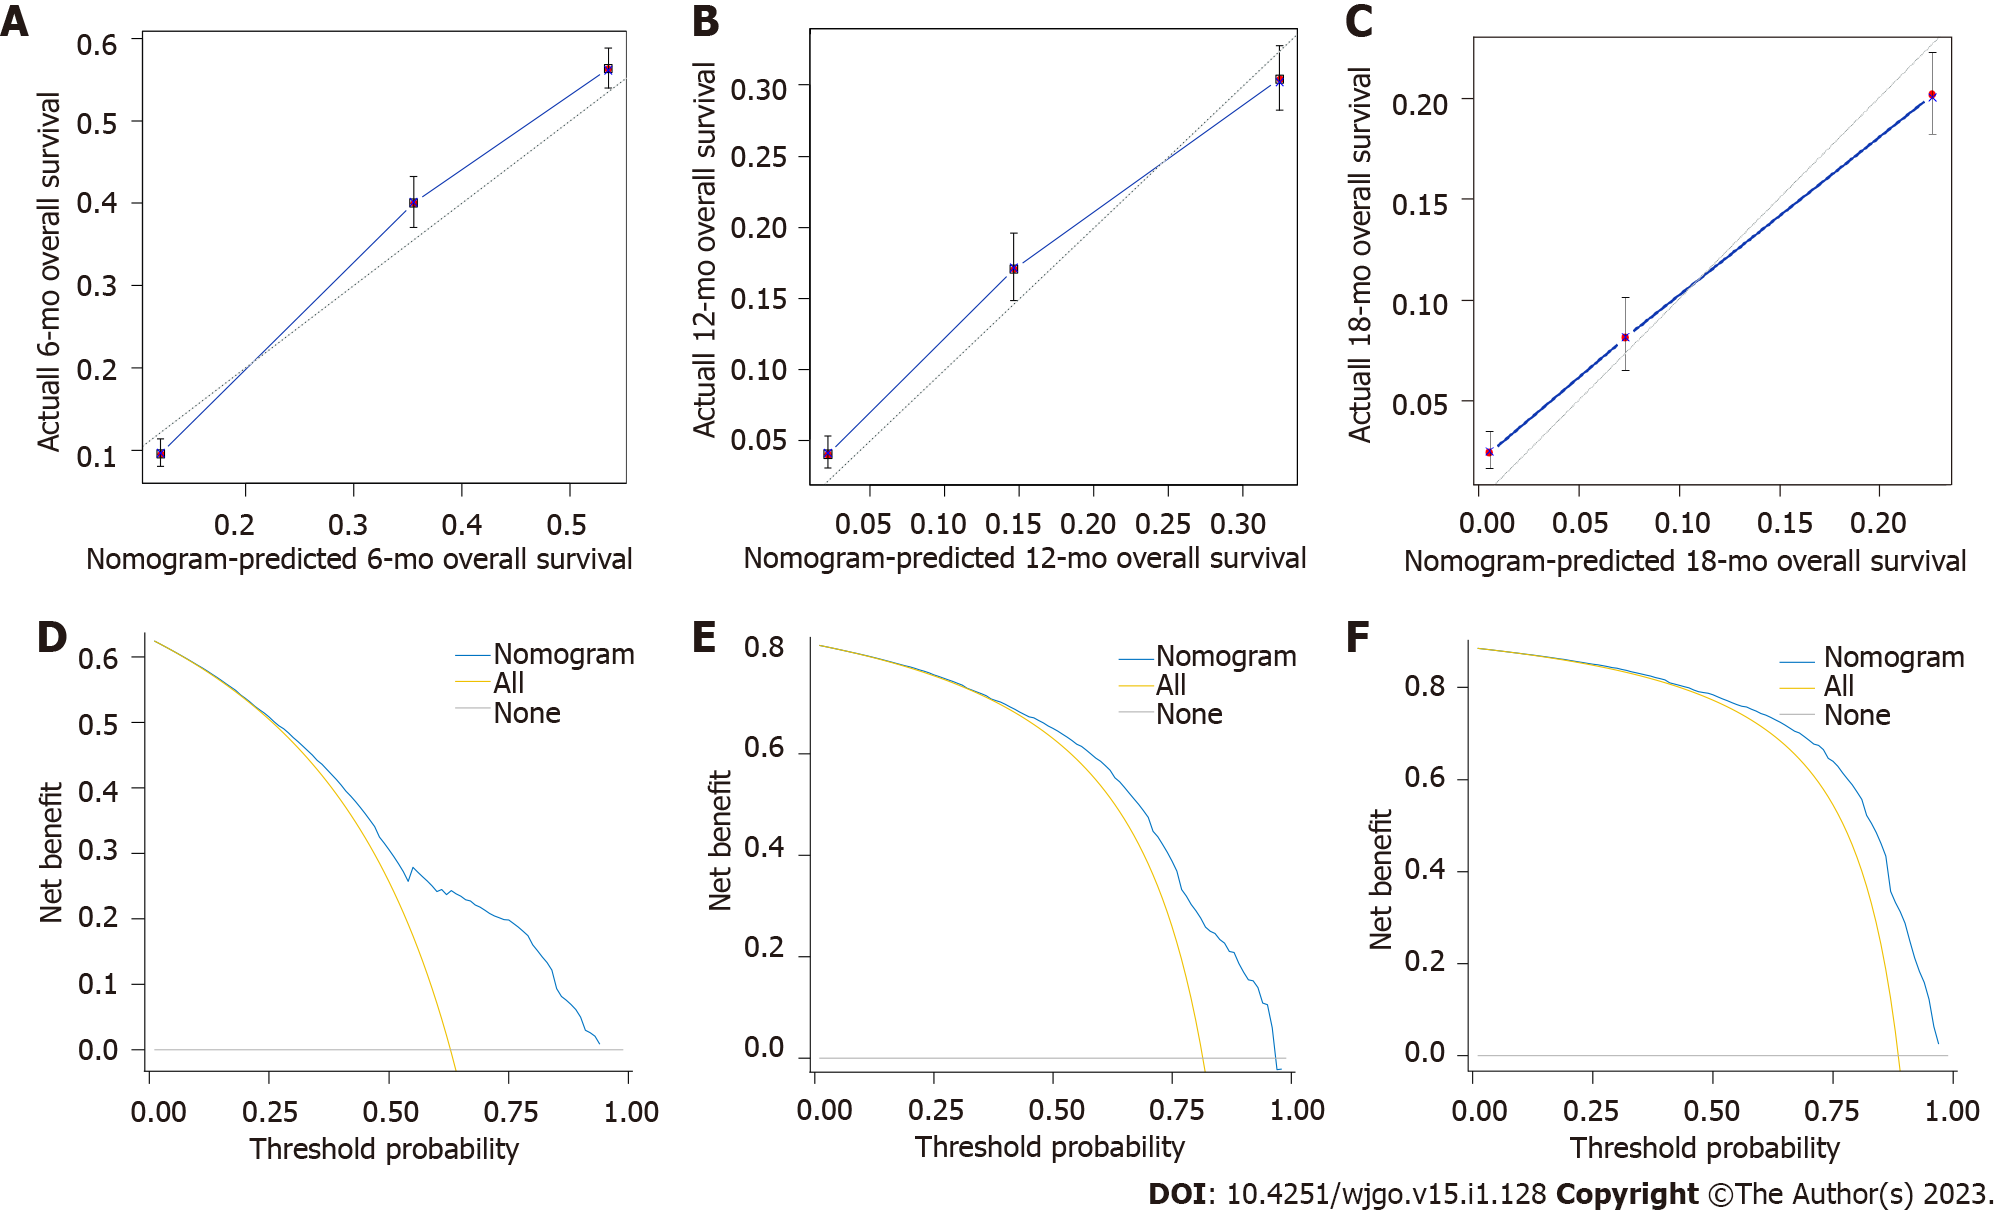 A
0.6
0.5
0.4
0.3
0.2
0.1
Actuall 6-mo overall survival
0.2 0.3 0.4 0.5
Nomogram-predicted 6-mo overall survival
B
0.30
0.25
0.20
0.15
0.10
0.05
Actuall 12-mo overall survival
0.05 0.10 0.15 0.20 0.25 0.30
Nomogram-predicted 12-mo overall survival
C
0.20
0.15
0.10
0.05
Actuall 18-mo overall survival
0.00 0.05 0.10 0.15 0.20
Nomogram-predicted 18-mo overall survival
D
Nomogram
All
None
0.6
0.5
0.4
0.3
0.2
0.1
0.0
Net benefit
0.00 0.25 0.50 0.75 1.00
Threshold probability
E
Nomogram
All
None
0.8
0.6
0.4
0.2
0.0
Net benefit
0.00 0.25 0.50 0.75 1.00
Threshold probability
F
Nomogram
All
None
0.8
0.6
0.4
0.2
0.0
Net benefit
0.00 0.25 0.50 0.75 1.00
Threshold probability
DOI: 10.4251/wjgo.v15.i1.128 Copyright ©The Author(s) 2023.